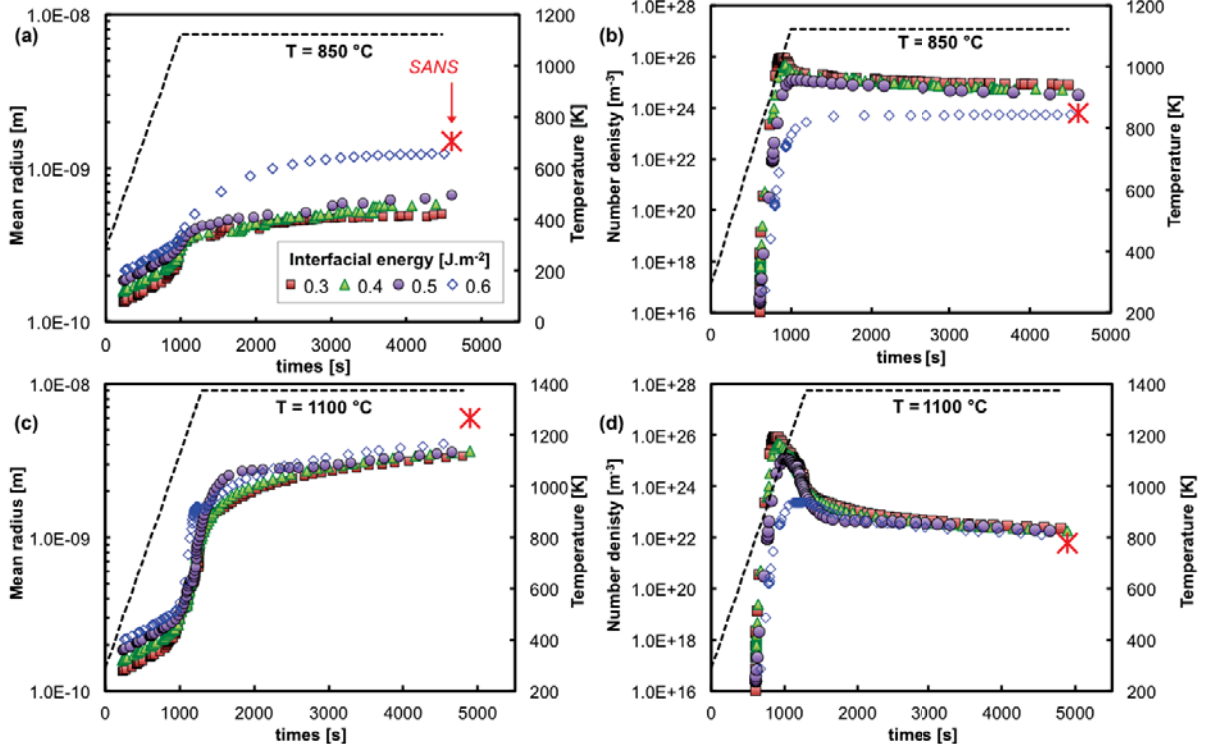 (a)
1.0E-08
1.0E-09
1.0E-10
Mean radius [m]
T = 850 °C
SANS
Interfacial energy [J.m-2]
0.3 0.4 0.5 0.6
1200
1000
800
600
400
200
0
Temperature [K]
0 1000 2000 3000 4000 5000
times [s]
(b)
1.0E+28
1.0E+26
1.0E+24
1.0E+22
1.0E+20
1.0E+18
1.0E+16
Number denisty [m-3]
T = 850 °C
1200
1000
800
600
400
200
Temperature [K]
0 1000 2000 3000 4000 5000
times [s]
(c)
1.0E-08
1.0E-09
1.0E-10
Mean radius [m]
T = 1100 °C
1400
1200
1000
800
600
400
200
Temperature [K]
0 1000 2000 3000 4000 5000
times [s]
(d)
1.0E+28
1.0E+26
1.0E+24
1.0E+22
1.0E+20
1.0E+18
1.0E+16
Number denisty [m-3]
T = 1100 °C
1400
1200
1000
800
600
400
200
Temperature [K]
0 1000 2000 3000 4000 5000
times [s]